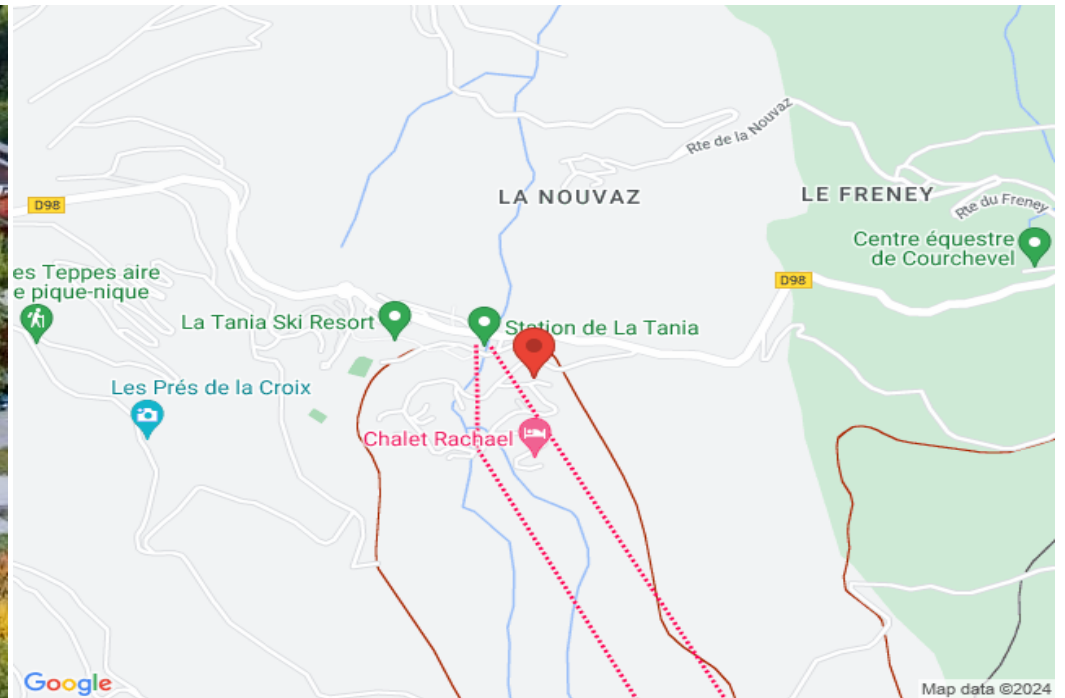 Rte de la Nouvaz
LA NOUVAZ
LE FRENEY
D98
Rte du Freney
Centre équestre
de Courchevel
es Teppes aire
e pique-nique
D98
La Tania Ski Resort
Station de La Tania
Les Prés de la Croix
Chalet Rachael
Google
Map data ©2024